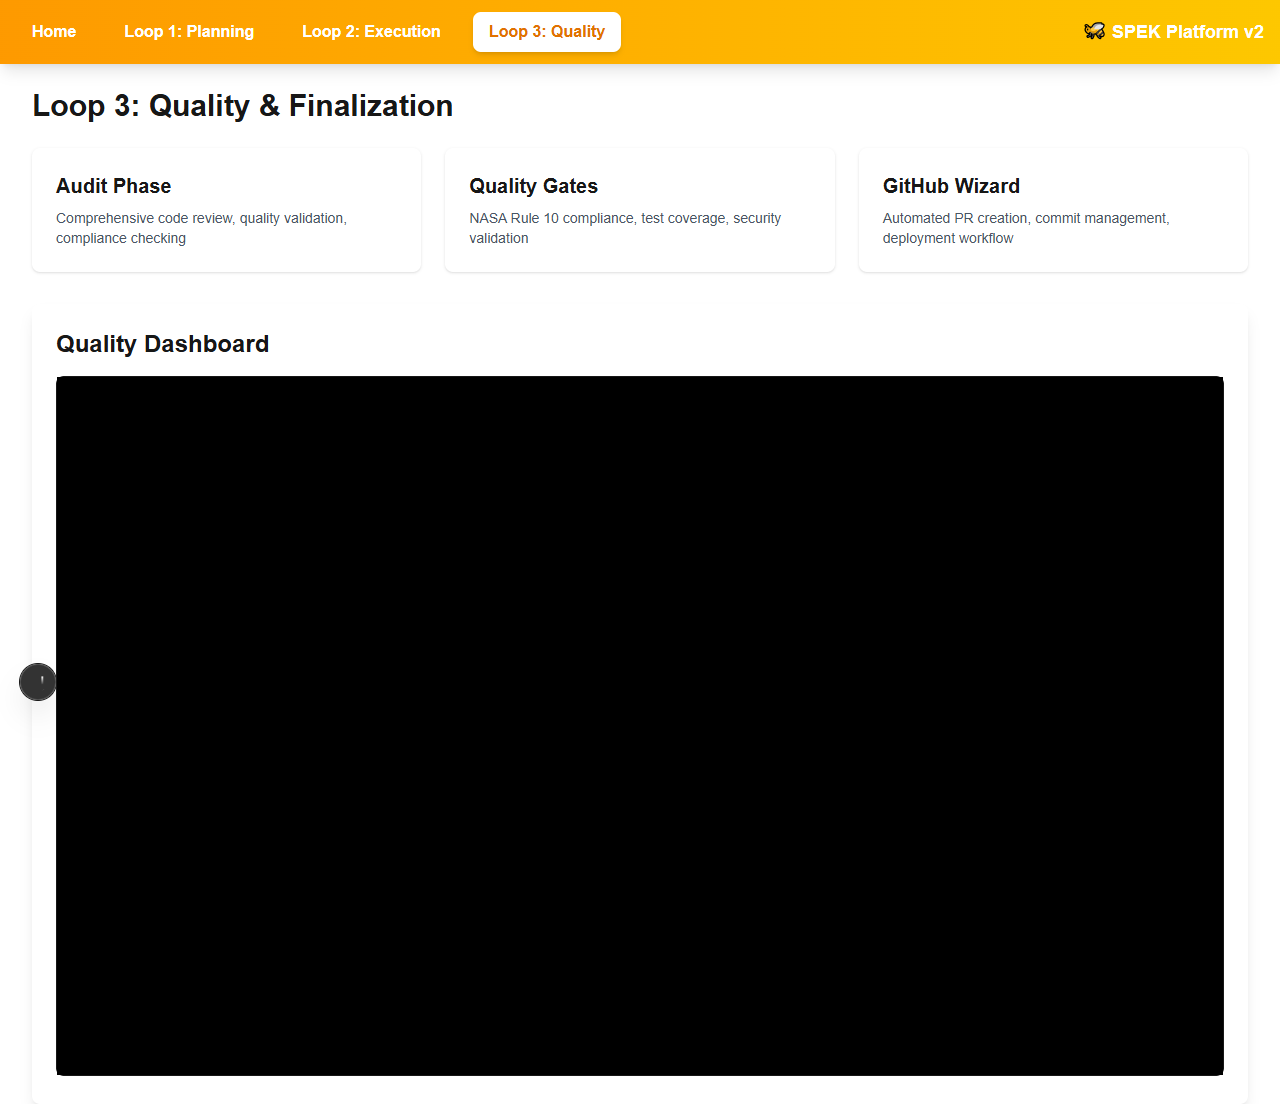 Home
Loop 1: Planning
Loop 2: Execution
Loop 3: Quality
SPEK Platform v2
Loop 3: Quality & Finalization
Audit Phase
Comprehensive code review, quality validation,
compliance checking
Quality Gates
NASA Rule 10 compliance, test coverage, security
validation
GitHub Wizard
Automated PR creation, commit management,
deployment workflow
Quality Dashboard